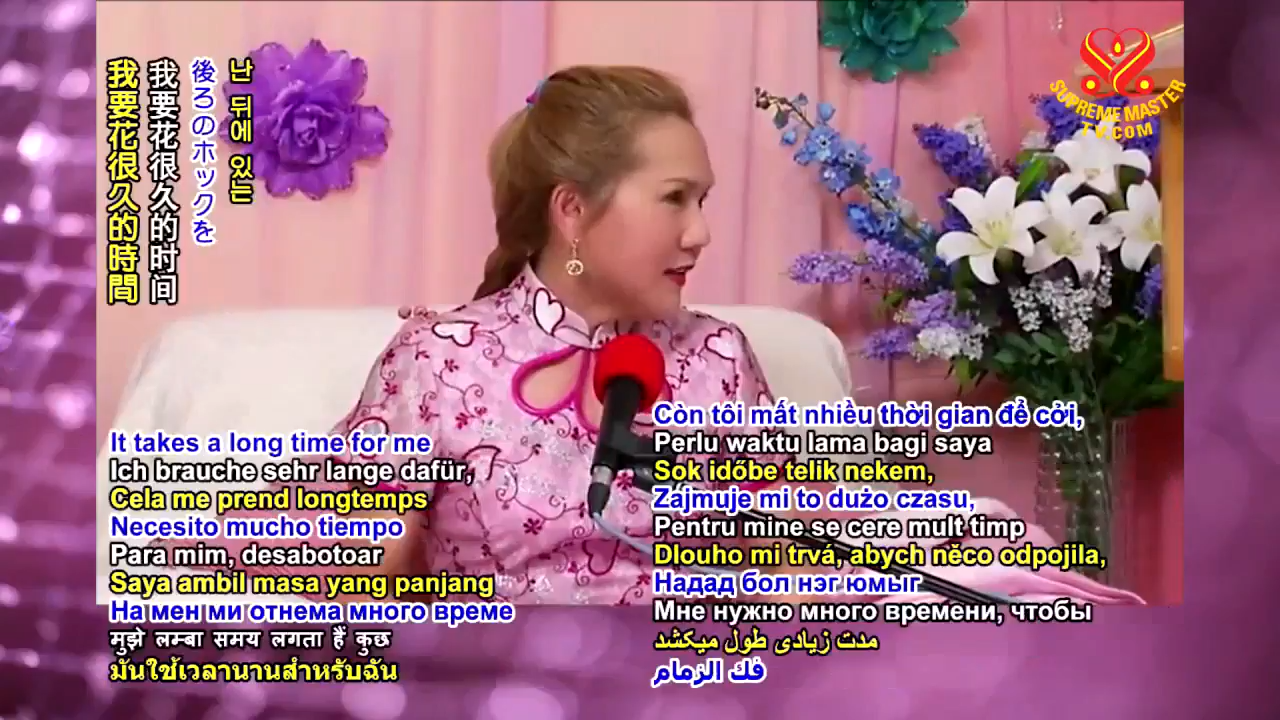 난 뒤에 있는
後ろのホックを
我要花很久的时间
我要花很久的時間
SUPREME MASTER
TV.COM
It takes a long time for me
Ich brauche sehr lange dafür,
Cela me prend longtemps
Necesito mucho tiempo
Para mim, desabotoar
Saya ambil masa yang panjang
На мен ми отнема много време
मुझे लम्बा समय लगता हैं कुछ
มันใช้เวลานานสำหรับฉัน
Còn tôi mất nhiều thời gian để cởi,
Perlu waktu lama bagi saya
Sok időbe telik nekem,
Zajmuje mi to dużo czasu,
Pentru mine se cere mult timp
Dlouho mi trvá, abych něco odpojila,
Надад бол нэг юмыг
Мне нужно много времени, чтобы
مدت زیادی طول میکشد
فك الزمام